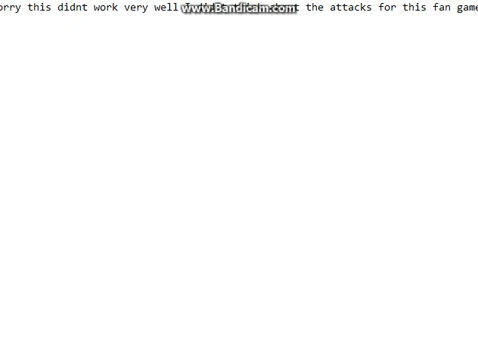 orry this didnt work very well
www.Bandicam.com
the attacks for this fan game